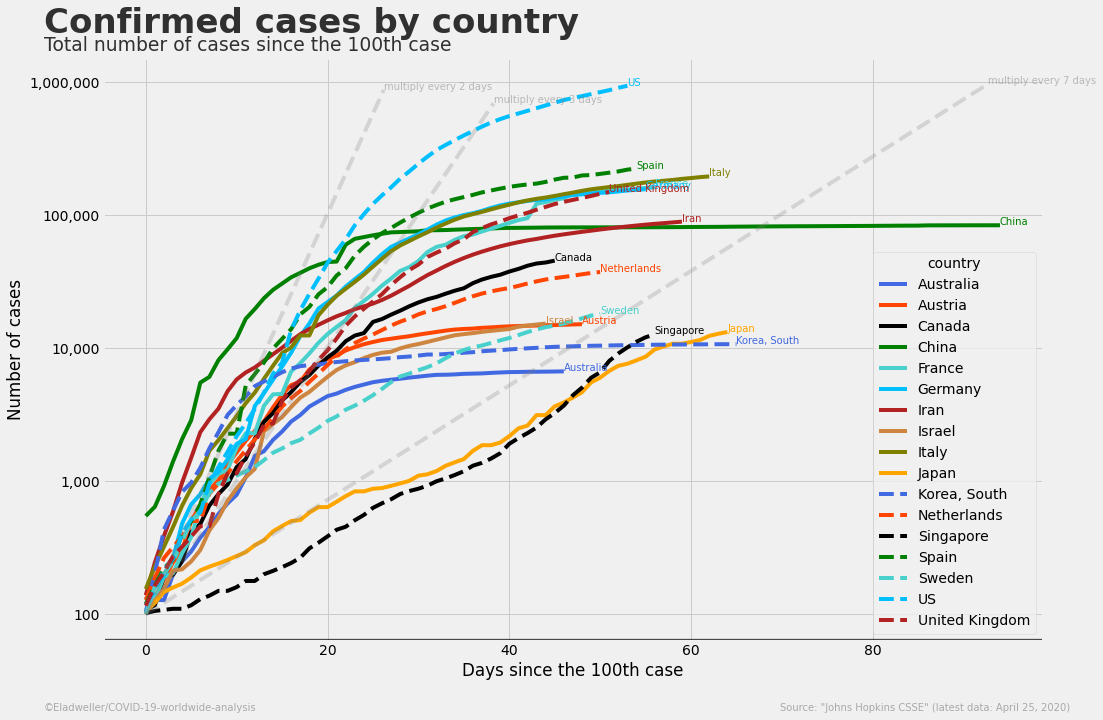 Confirmed cases by country
Total number of cases since the 100th case
1,000,000
100,000
10,000
1,000
100
Number of cases
0
20
40
60
80
Days since the 100th case
multiply every 2 days
multiply every 3 days
multiply every 7 days
US
Spain
Italy
Germany
United Kingdom
Iran
China
Canada
Netherlands
Sweden
Israel
Austria
Singapore
Japan
Korea, South
Australia
country
Australia
Austria
Canada
China
France
Germany
Iran
Israel
Italy
Japan
Korea, South
Netherlands
Singapore
Spain
Sweden
US
United Kingdom
©Eladweller/COVID-19-worldwide-analysis
Source: "Johns Hopkins CSSE" (latest data: April 25, 2020)